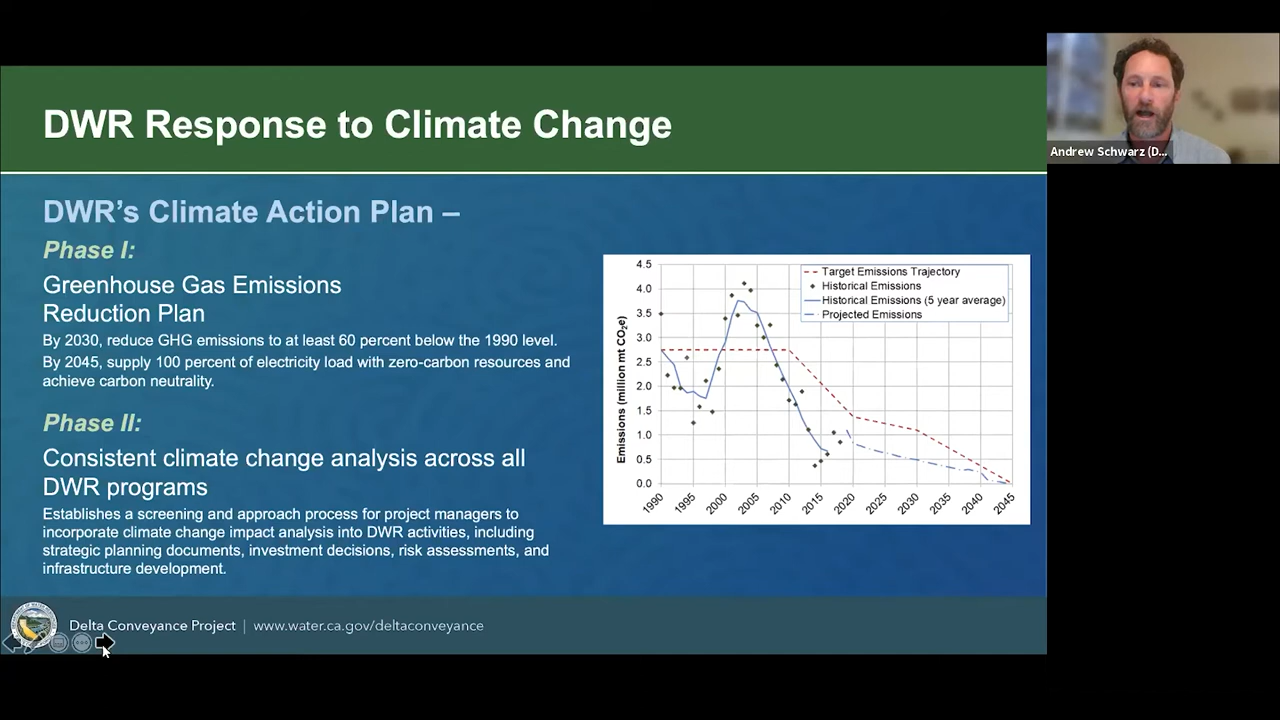 DWR Response to Climate Change
Andrew Schwarz (D...
DWR's Climate Action Plan –
Phase I:
Greenhouse Gas Emissions
Reduction Plan
By 2030, reduce GHG emissions to at least 60 percent below the 1990 level.
By 2045, supply 100 percent of electricity load with zero-carbon resources and
achieve carbon neutrality.
Phase II:
Consistent climate change analysis across all
DWR programs
Establishes a screening and approach process for project managers to
incorporate climate change impact analysis into DWR activities, including
strategic planning documents, investment decisions, risk assessments, and
infrastructure development.
Emissions (million mt CO2e)
4.5
4.0
3.5
3.0
2.5
2.0
1.5
1.0
0.5
0.0
Target Emissions Trajectory
Historical Emissions
Historical Emissions (5 year average)
Projected Emissions
1990 1995 2000 2005 2010 2015 2020 2025 2030 2035 2040 2045
Delta Conveyance Project | www.water.ca.gov/deltaconveyance